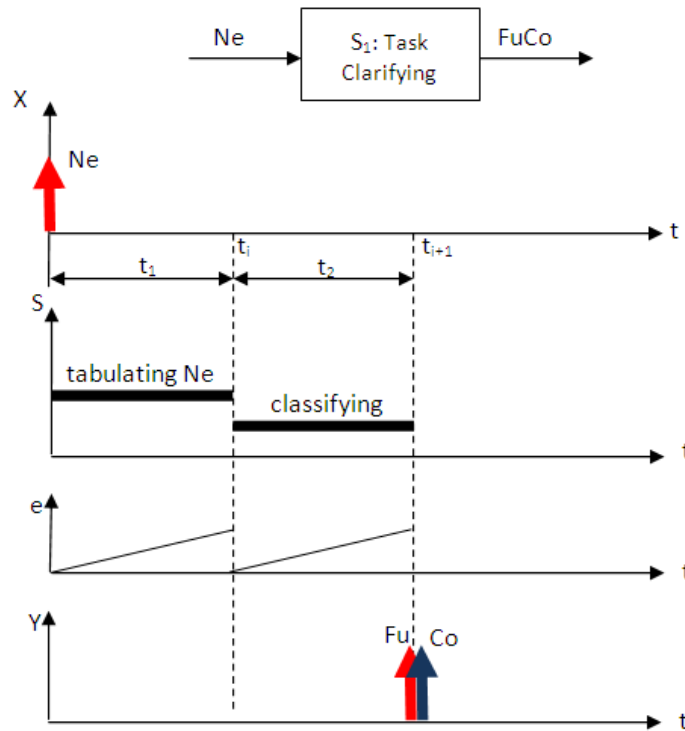 Ne
S₁: Task
Clarifying
FuCo
X
Ne
t
tᵢ
tᵢ₊₁
t₁
t₂
S
tabulating Ne
classifying
t
e
t
Y
Fu
Co
t